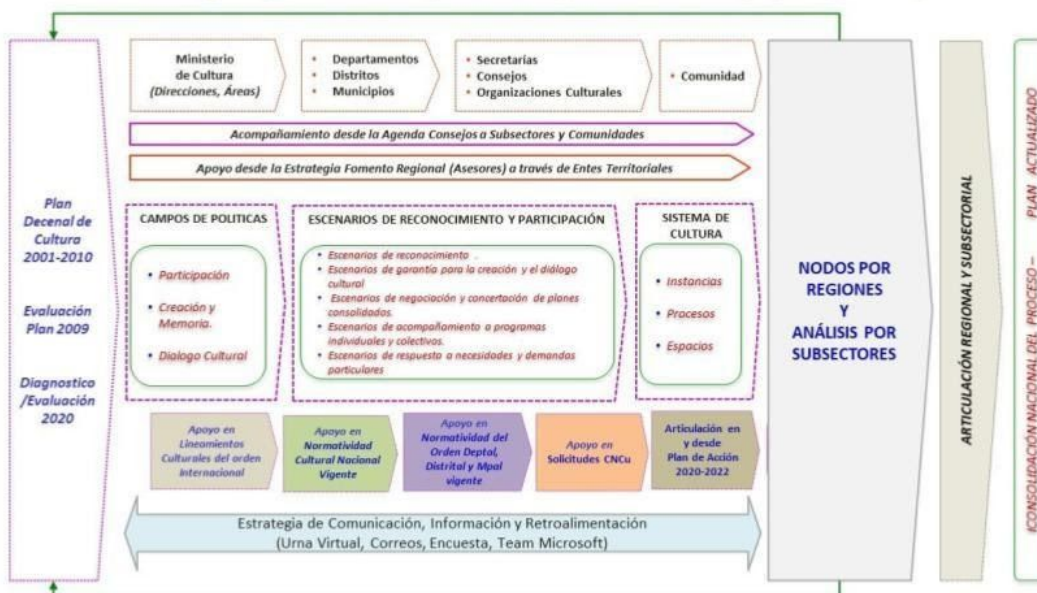 Plan
Decenal de
Cultura
2001-2010
Evaluación
Plan 2009
Diagnostico
/Evaluación
2020
Ministerio
de Cultura
(Direcciones, Áreas)
• Departamentos
• Distritos
• Municipios
• Secretarías
• Consejos
• Organizaciones Culturales
• Comunidad
Acompañamiento desde la Agenda Consejos a Subsectores y Comunidades
Apoyo desde la Estrategia Fomento Regional (Asesores) a través de Entes Territoriales
CAMPOS DE POLITICAS
• Participación
• Creación y
Memoria.
• Dialogo Cultural
ESCENARIOS DE RECONOCIMIENTO Y PARTICIPACIÓN
• Escenarios de reconocimiento .
• Escenarios de garantía para la creación y el diálogo
cultural
• Escenarios de negociación y concertación de planes
consolidados.
• Escenarios de acompañamiento a programas
individuales y colectivos.
• Escenarios de respuesta a necesidades y demandas
particulares
SISTEMA DE
CULTURA
• Instancias
• Procesos
• Espacios
Apoyo en
Lineamientos
Culturales del orden
Internacional
Apoyo en
Normatividad
Cultural Nacional
Vigente
Apoyo en
Normatividad del
Orden Deptal,
Distrital y Mpal
vigente
Apoyo en
Solicitudes CNCu
Articulación en
y desde
Plan de Acción
2020-2022
Estrategia de Comunicación, Información y Retroalimentación
(Urna Virtual, Correos, Encuesta, Team Microsoft)
NODOS POR
REGIONES
Y
ANÁLISIS POR
SUBSECTORES
ARTICULACIÓN REGIONAL Y SUBSECTORIAL
(CONSOLIDACIÓN NACIONAL DEL PROCESO – PLAN ACTUALIZADO